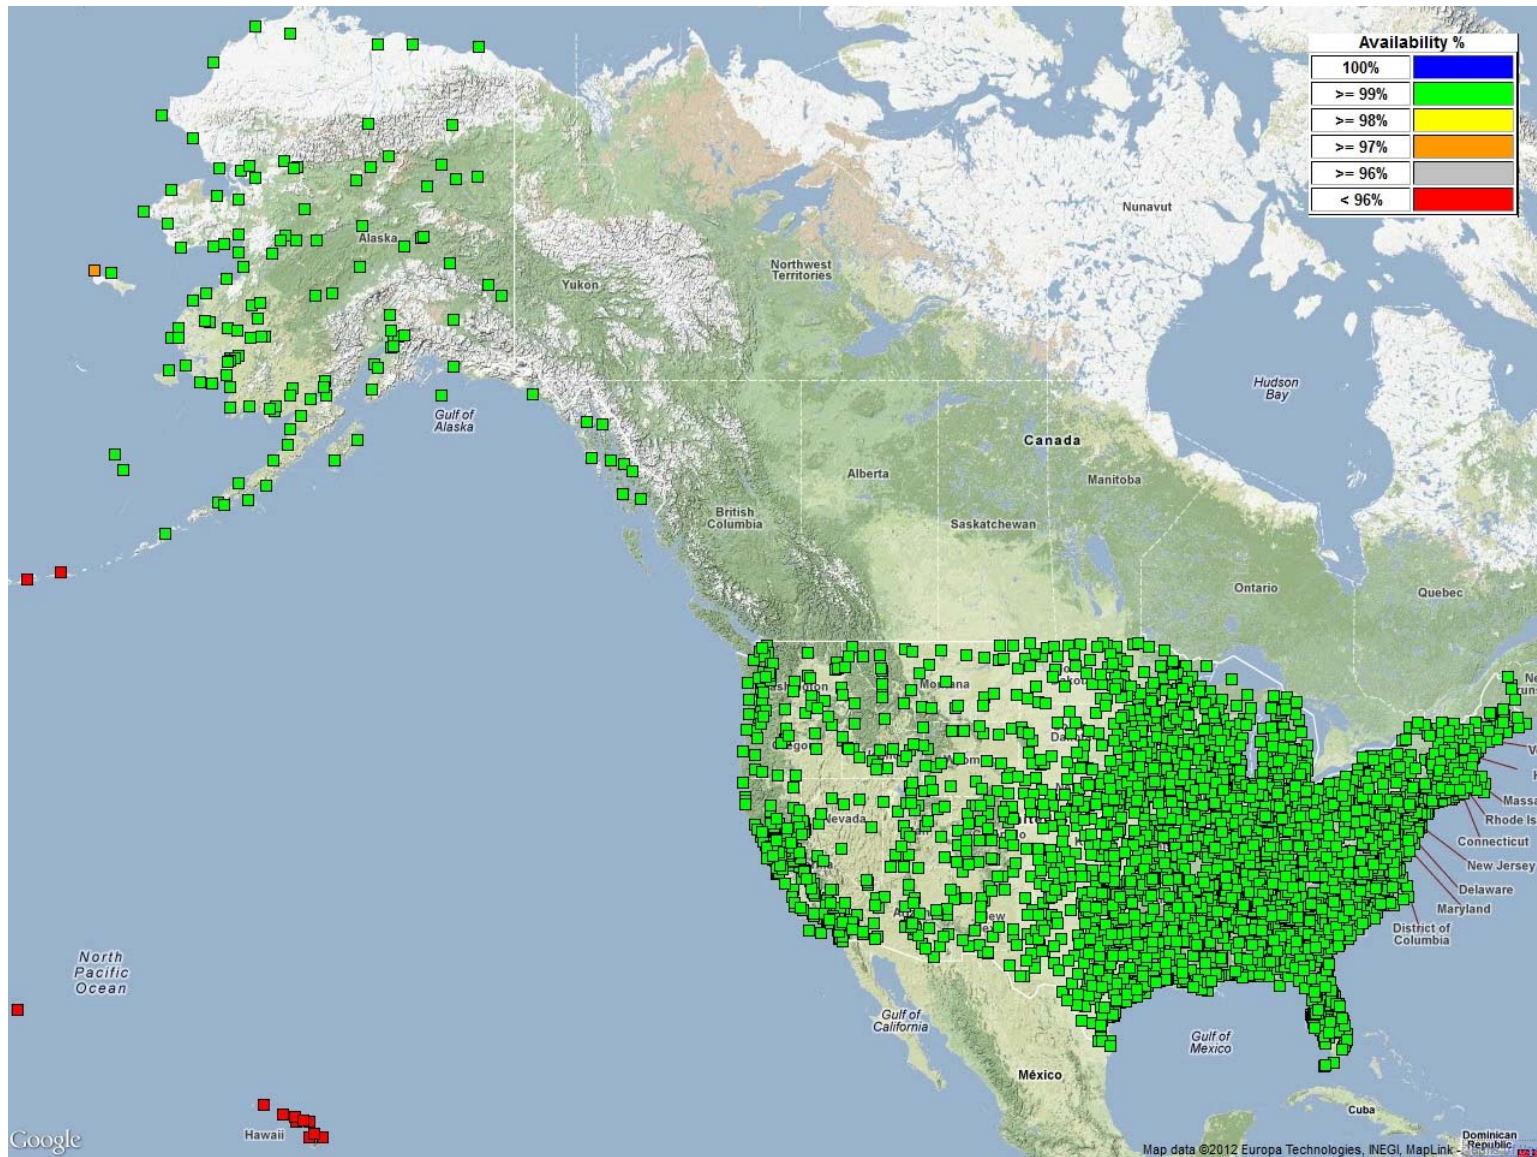 Availability %
100%
>= 99%
>= 98%
>= 97%
>= 96%
< 96%
Nunavut
Alaska
Northwest
Territories
Yukon
Hudson
Bay
Gulf of
Alaska
Canada
Alberta
Manitoba
British
Columbia
Saskatchewan
Ontario
Quebec
Montana
Nevada
Massa
Rhode Is
Connecticut
New Jersey
Delaware
Maryland
District of
Columbia
North
Pacific
Ocean
Gulf of
California
Gulf of
Mexico
México
Cuba
Hawaii
Dominican
Republic
Google
Map data ©2012 Europa Technologies, INEGI, MapLink -